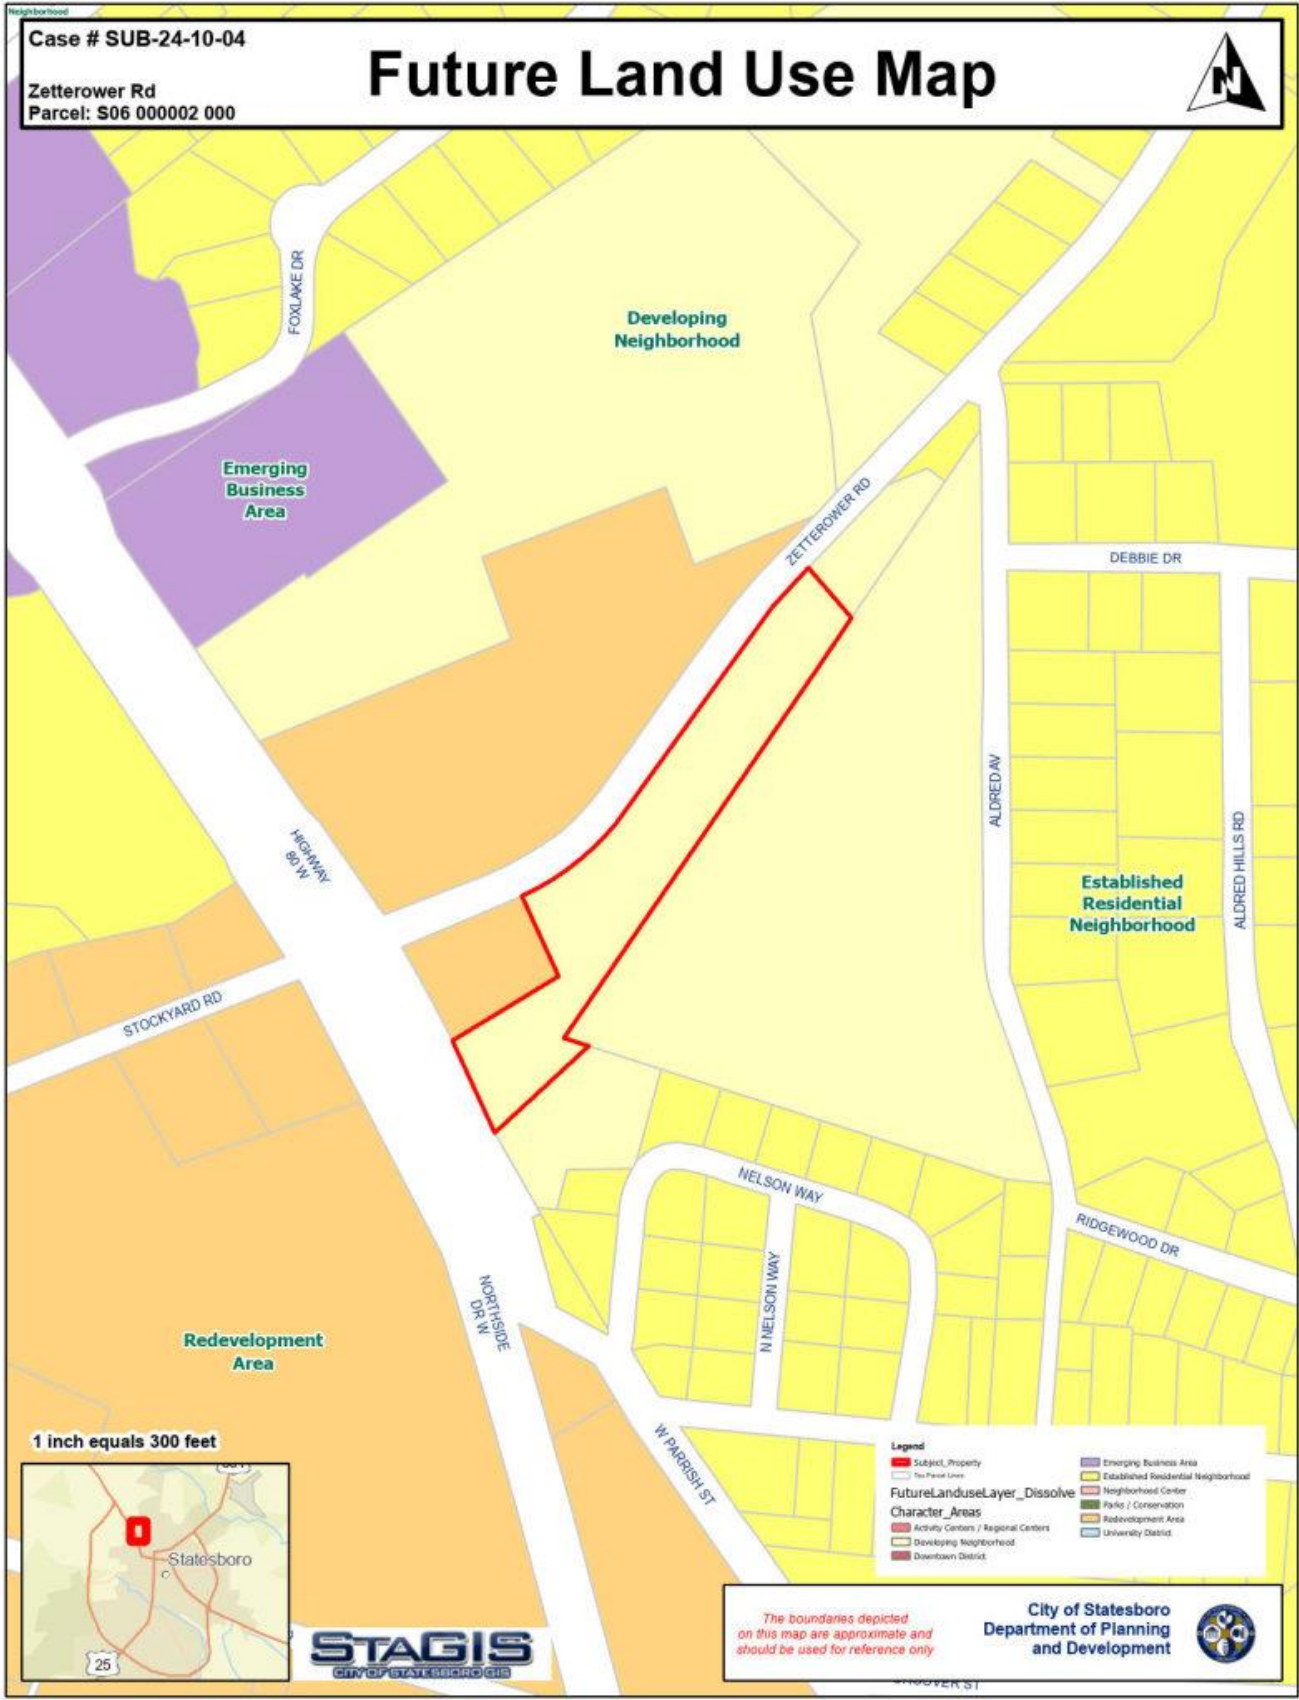 Neighborhood
Case # SUB-24-10-04
Zetterower Rd
Parcel: S06 000002 000
Future Land Use Map
N
FOXLAKE DR
Developing
Neighborhood
Emerging
Business
Area
ZETTEROWER RD
DEBBIE DR
ALDRED AV
HIGHWAY
80 W
ALDRED HILLS RD
Established
Residential
Neighborhood
STOCKYARD RD
NELSON WAY
RIDGEWOOD DR
N NELSON WAY
NORTHSIDE
DR W
Redevelopment
Area
W PARRISH ST
1 inch equals 300 feet
Statesboro
25
Legend
Subject_Property
Tax Parcel Lines
FutureLanduseLayer_Dissolve
Character_Areas
Activity Centers / Regional Centers
Developing Neighborhood
Downtown District
Emerging Business Area
Established Residential Neighborhood
Neighborhood Center
Parks / Conservation
Redevelopment Area
University District
STAGIS
CITY OF STATESBORO GIS
The boundaries depicted
on this map are approximate and
should be used for reference only
City of Statesboro
Department of Planning
and Development